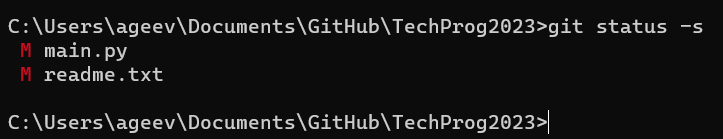 C:\Users\ageev\Documents\GitHub\TechProg2023>git status -s
 M main.py
 M readme.txt

C:\Users\ageev\Documents\GitHub\TechProg2023>